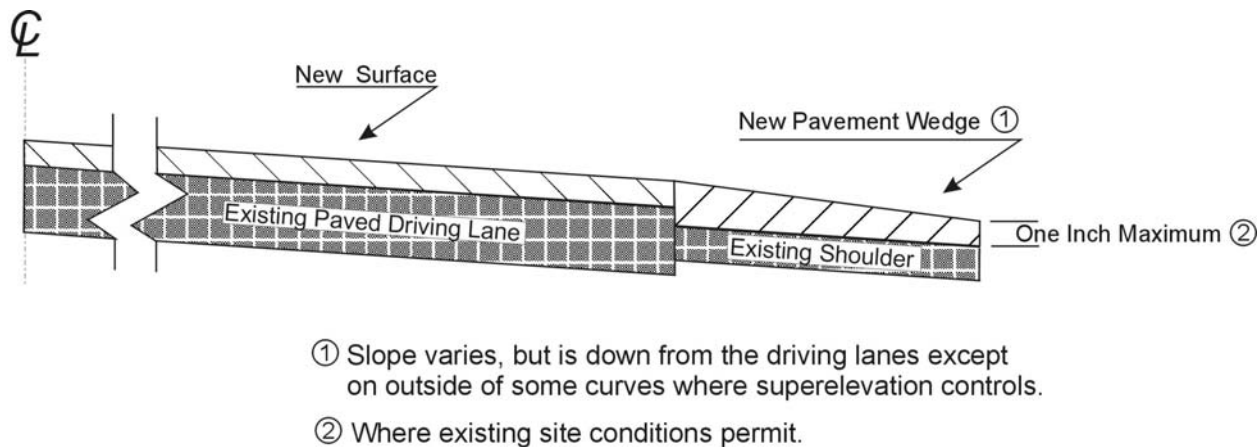 ℄
New Surface
New Pavement Wedge ①
Existing Paved Driving Lane
Existing Shoulder
One Inch Maximum ②
① Slope varies, but is down from the driving lanes except
on outside of some curves where superelevation controls.
② Where existing site conditions permit.